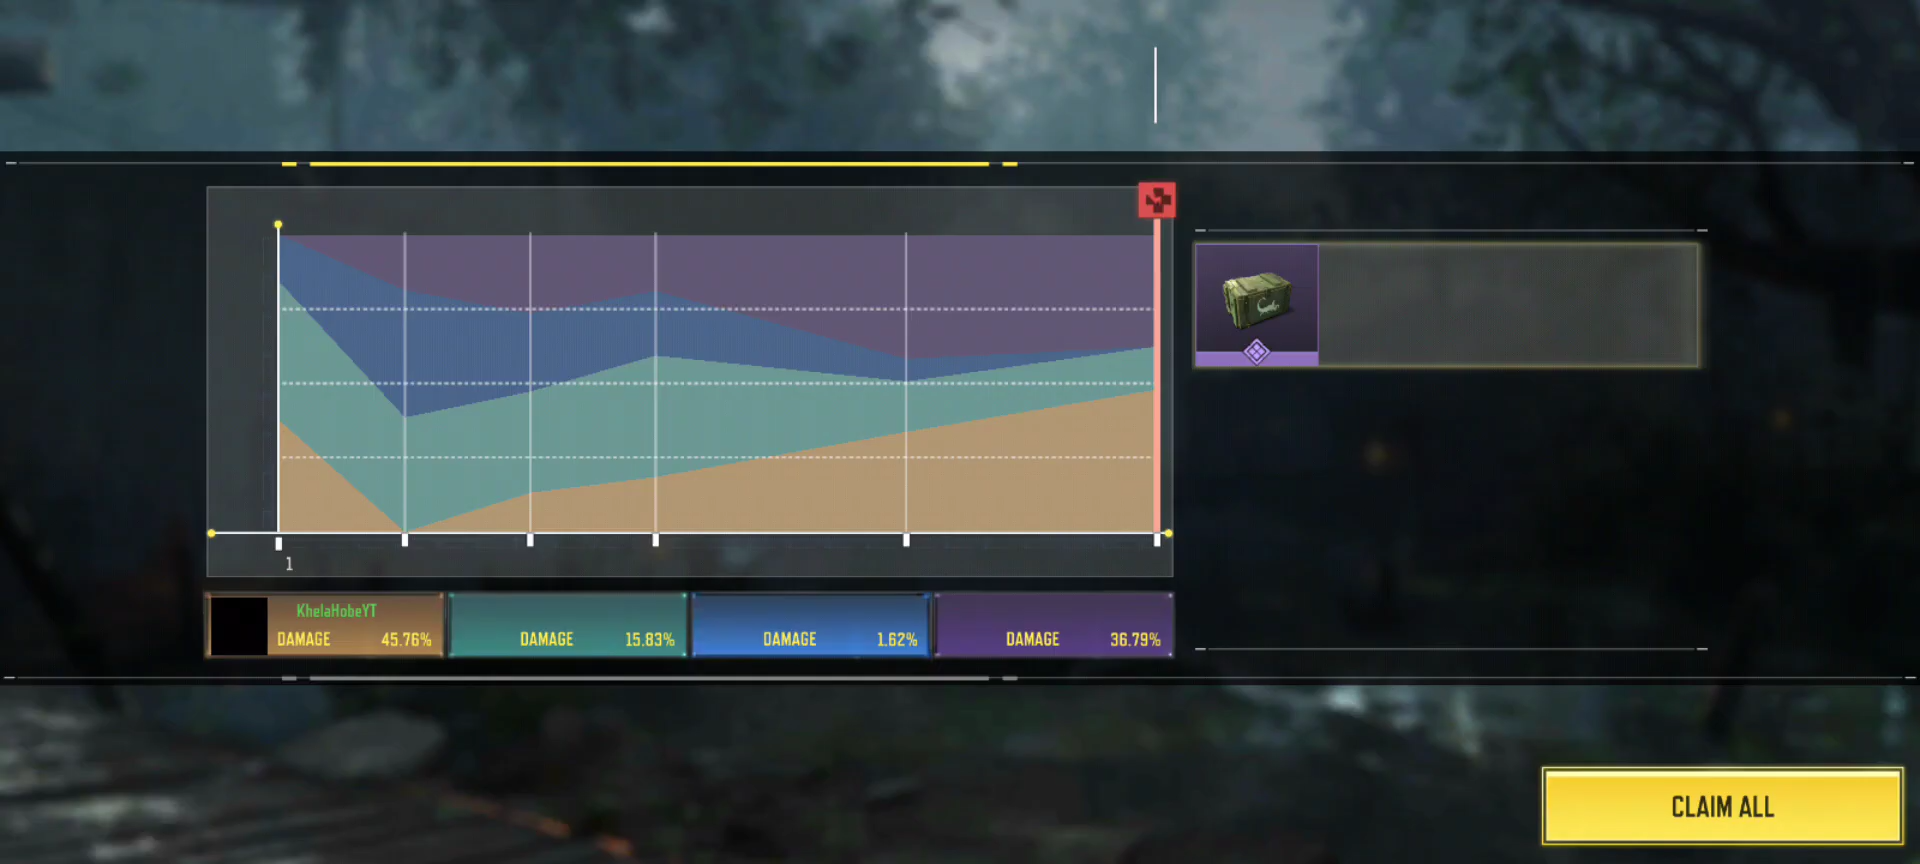 1
KhelaHobeYT
DAMAGE 45.76%
DAMAGE 15.83%
DAMAGE 1.62%
DAMAGE 36.79%
CLAIM ALL